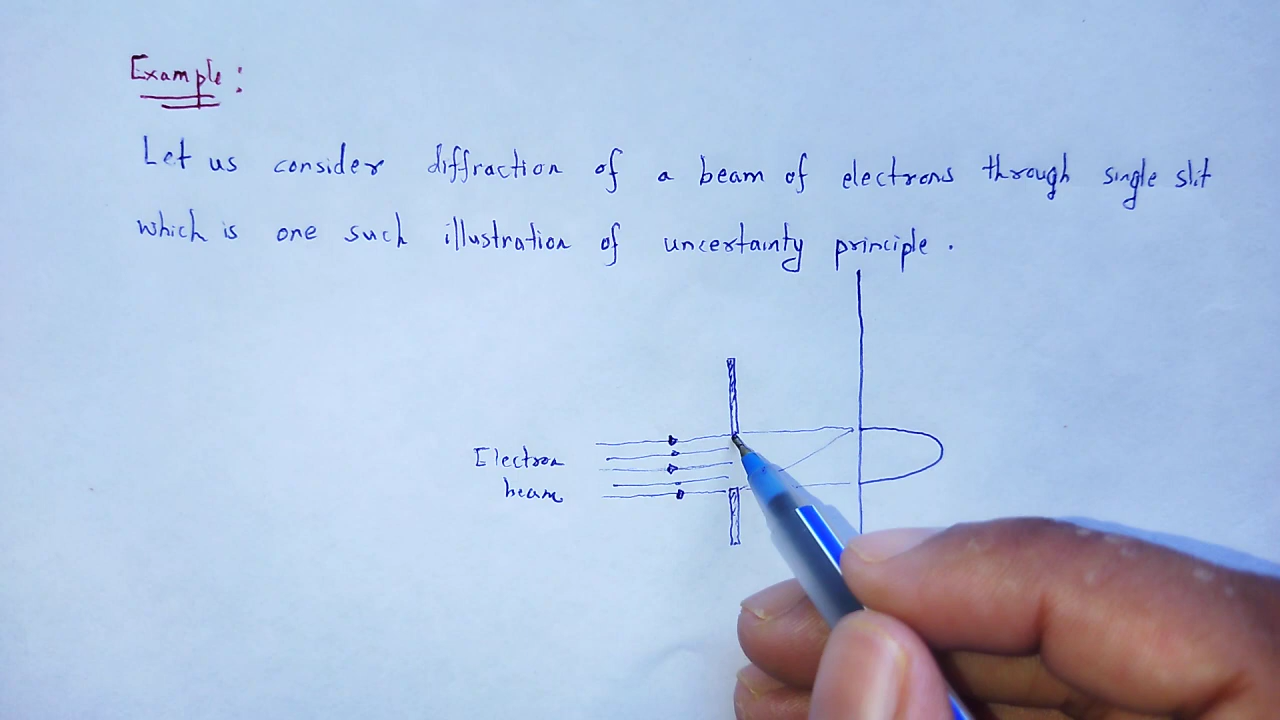 Example:
Let us consider diffraction of a beam of electrons through single slit
which is one such illustration of uncertainty principle.
Electron
beam